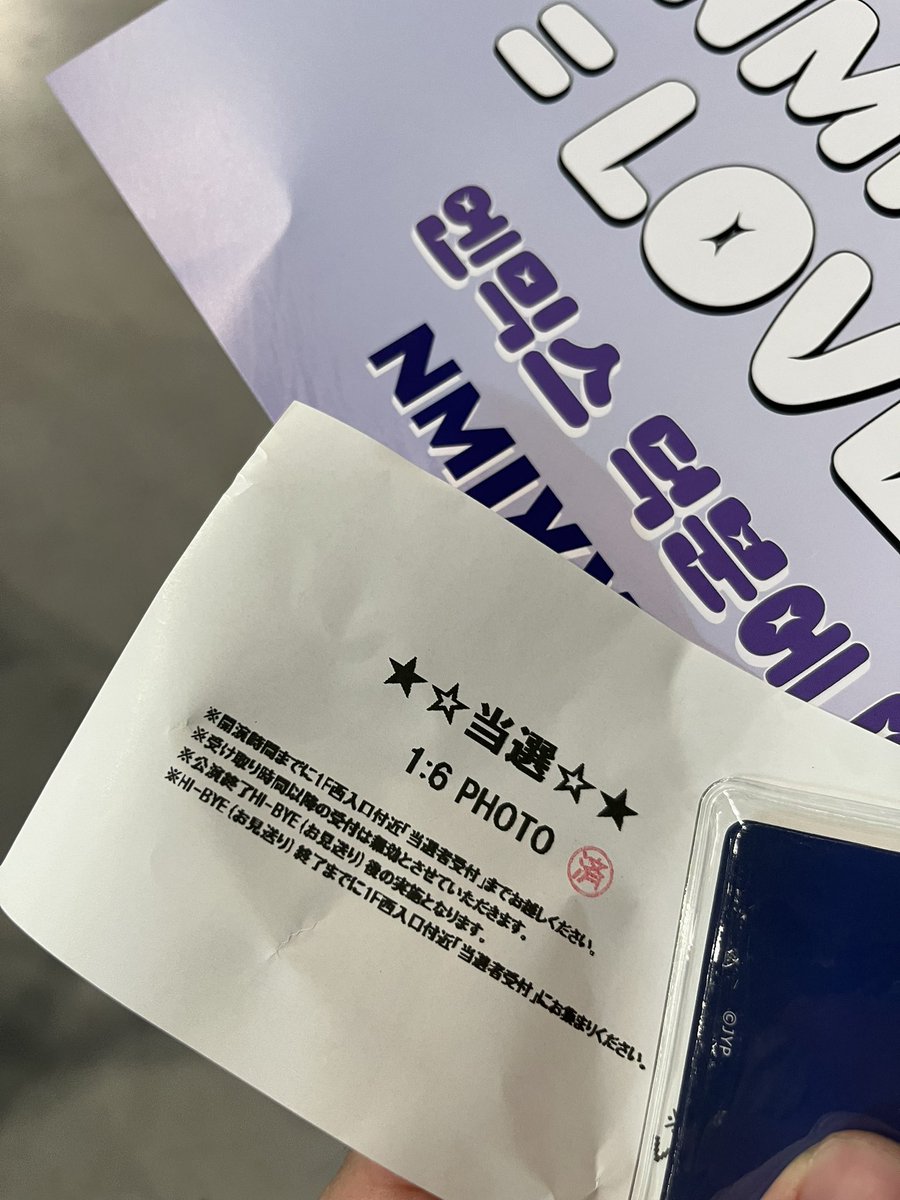 = LOVE
엔믹스 덕분에
NMIX
★☆当選☆★
1:6 PHOTO
済
※開演時間までに1F西入口付近「当選者受付」までお越しください。
※受け取り時間以降の受付は無効とさせていただきます。
※公演終了HI-BYE(お見送り)後の実施となります。
※HI-BYE(お見送り)終了までに1F西入口付近「当選者受付」にお集まりください。
©JYP